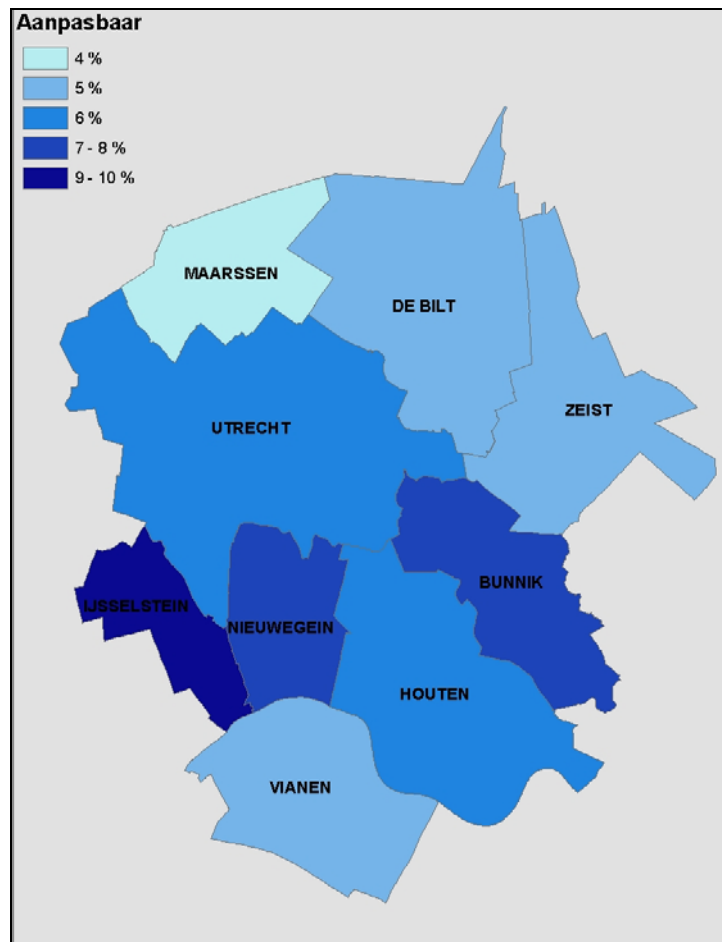 Aanpasbaar
4 %
5 %
6 %
7 - 8 %
9 - 10 %
MAARSSEN
DE BILT
ZEIST
UTRECHT
BUNNIK
IJSSELSTEIN
NIEUWEGEIN
HOUTEN
VIANEN